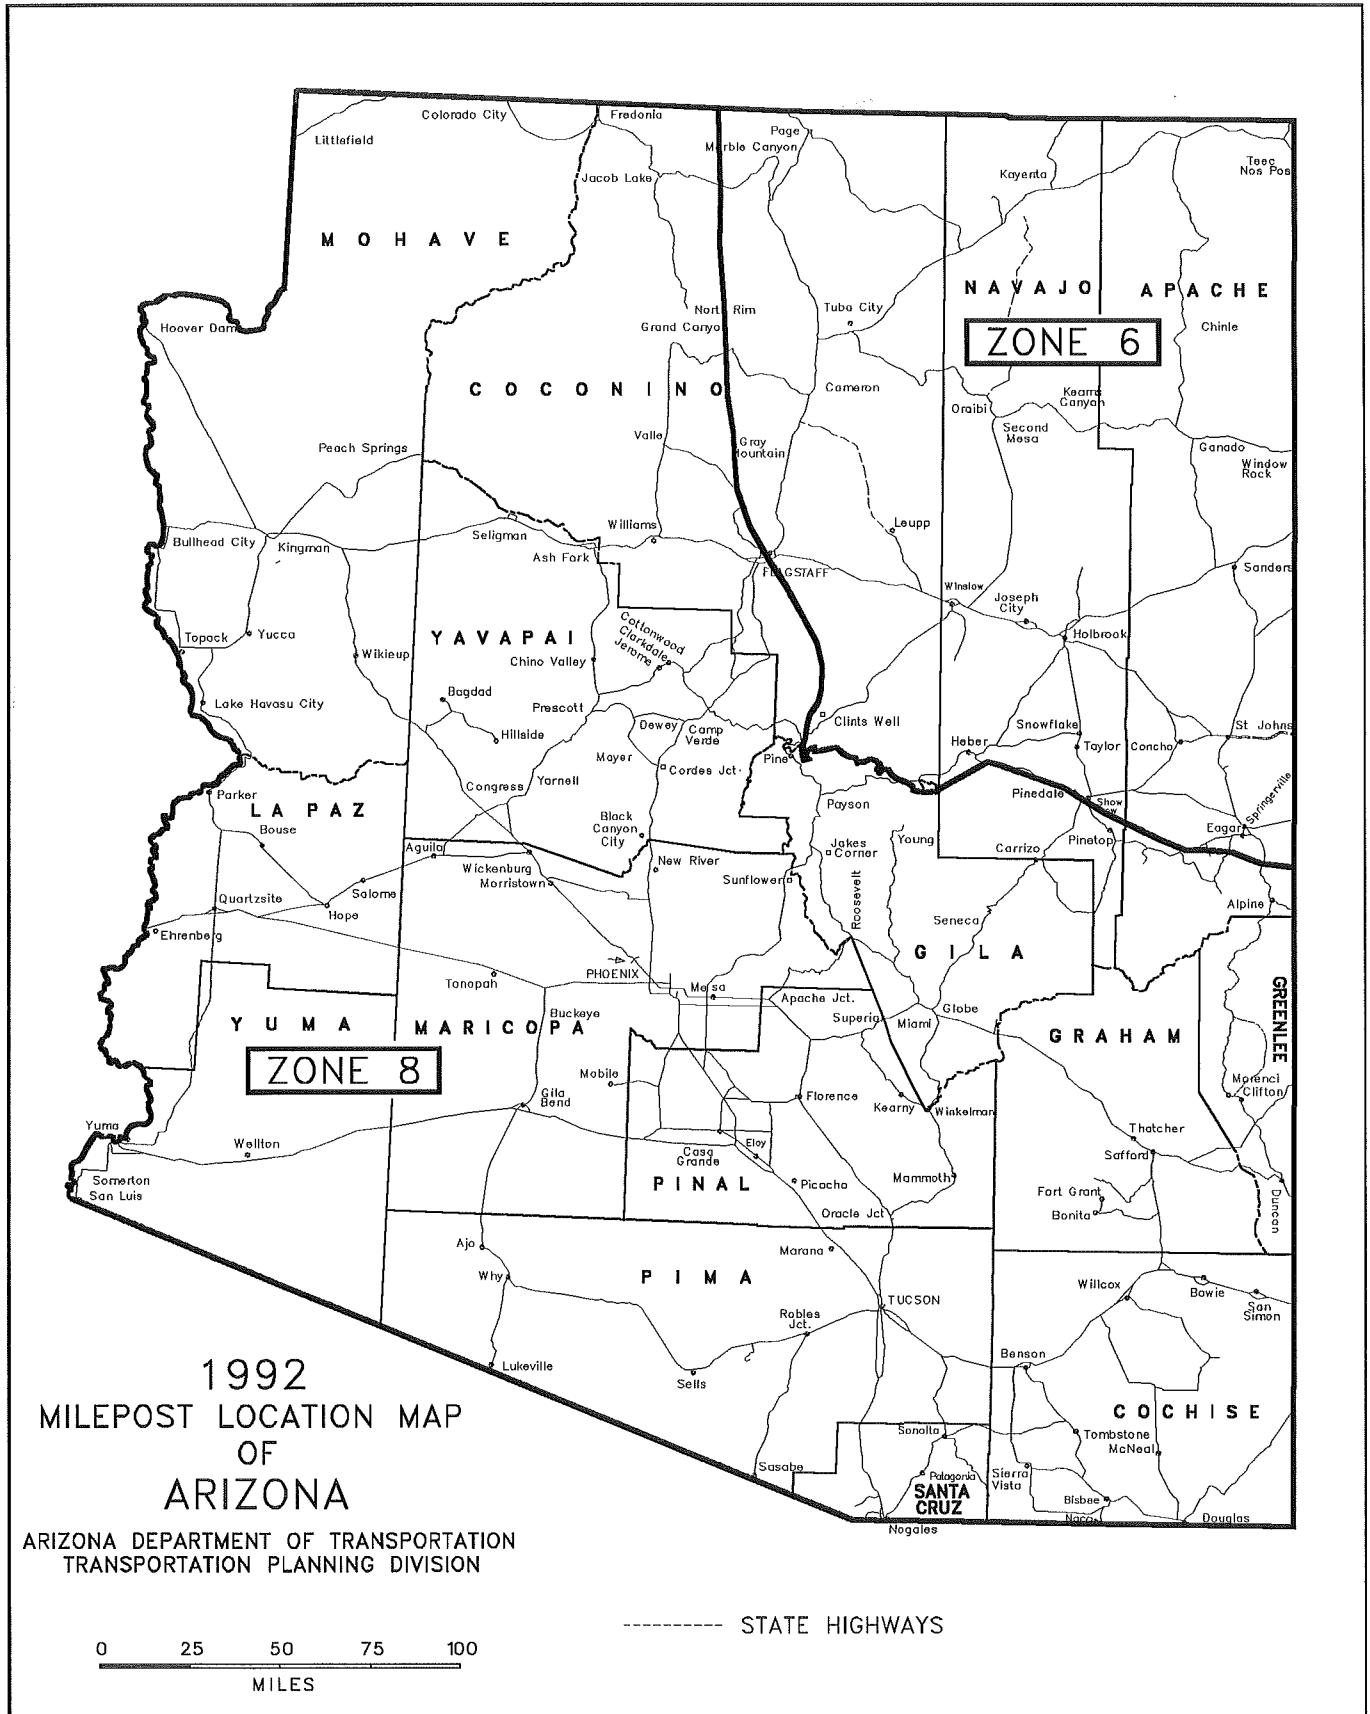 Colorado City
Fredonia
Page
Littlefield
Marble Canyon
Teec
Nos Pos
Jacob Lake
Kayenta
MOHAVE
NAVAJO
APACHE
North Rim
Tuba City
Hoover Dam
Grand Canyo
Chinle
ZONE 6
COCONINO
Cameron
Kearns
Canyon
Oraibi
Second
Mesa
Valle
Gray
Mountain
Peach Springs
Ganado
Window
Rock
Williams
Leupp
Bullhead City
Kingman
Seligman
Ash Fork
FLAGSTAFF
Sanders
Winslow
Joseph
City
Topock
Yucca
YAVAPAI
Cottonwood
Clarkdale
Jerome
Holbrook
Wikieup
Chino Valley
Bagdad
Lake Havasu City
Prescott
Dewey
Camp
Verde
Clints Well
Snowflake
St Johns
Hillside
Heber
Taylor
Concho
Mayer
Cordes Jct.
Pine
Yarnell
Congress
Parker
LA PAZ
Payson
Pinedale
Show
Low
Springerville
Bouse
Black
Canyon
City
Young
Eagar
Aguila
Jakes
Corner
Carrizo
Pinetop
Wickenburg
Morristown
New River
Sunflower
Roosevelt
Salome
Quartzsite
Hope
Seneca
Alpine
Ehrenberg
GILA
PHOENIX
Tonopah
Mesa
Apache Jct.
GREENLEE
YUMA
MARICOPA
Buckeye
Superior
Miami
Globe
GRAHAM
ZONE 8
Mobile
Morenci
Clifton
Gila
Bend
Florence
Kearny
Winkelman
Yuma
Wellton
Eloy
Casa
Grande
Thatcher
Safford
Somerton
San Luis
PINAL
Picacho
Mammoth
Fort Grant
Bonita
Duncan
Oracle Jct
Ajo
Marana
Why
PIMA
Willcox
Bowie
San
Simon
TUCSON
Robles
Jct.
Benson
Lukeville
Sells
COCHISE
Sonoita
Tombstone
McNeal
Sasabe
Patagonia
Sierra
Vista
SANTA
CRUZ
Bisbee
Naco
Nogales
Douglas
1992
MILEPOST LOCATION MAP
OF
ARIZONA
ARIZONA DEPARTMENT OF TRANSPORTATION
TRANSPORTATION PLANNING DIVISION
STATE HIGHWAYS
0 25 50 75 100
MILES